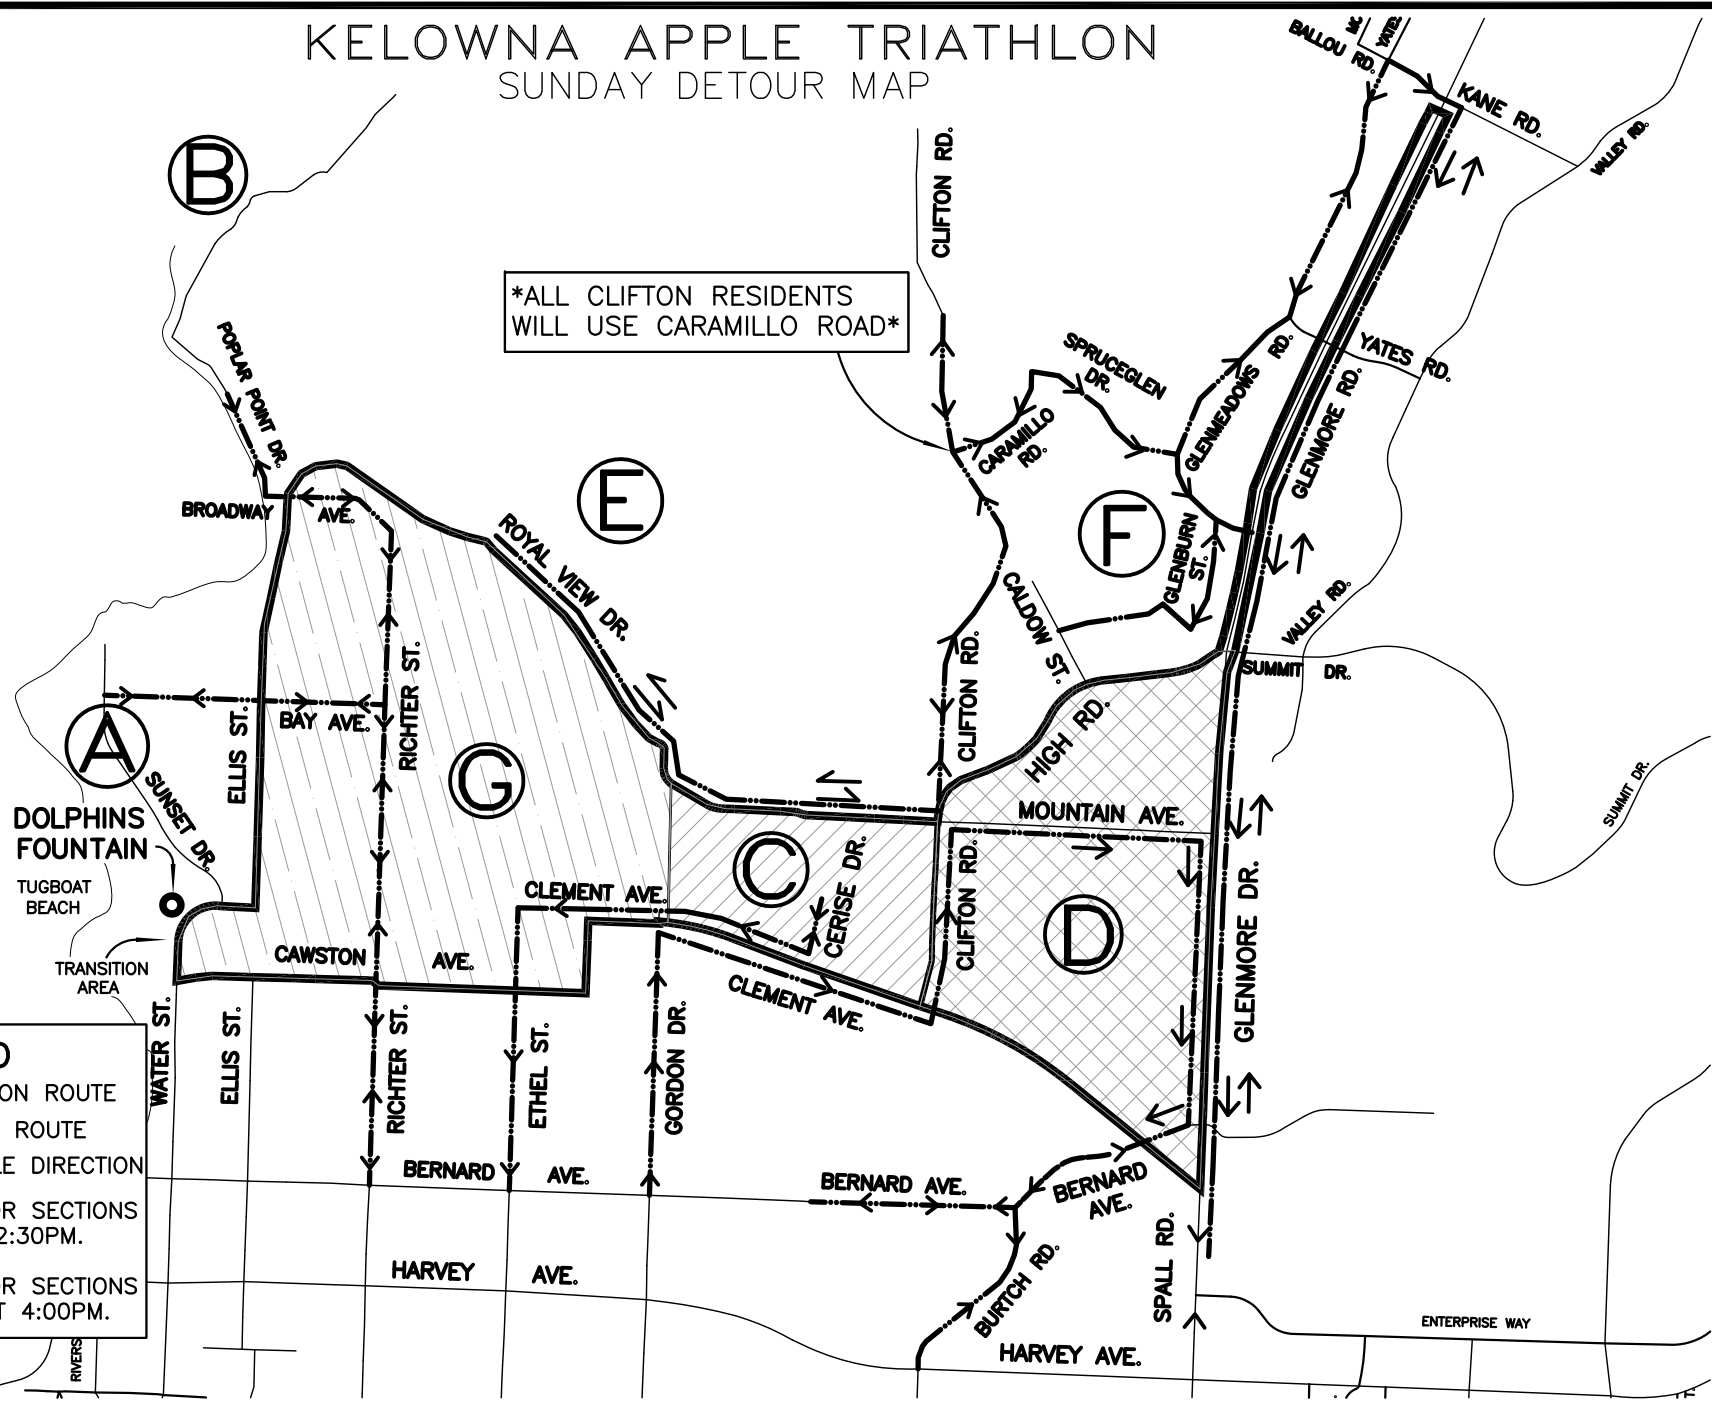 KELOWNA APPLE TRIATHLON
SUNDAY DETOUR MAP
BALLOU RD.
YATES
KANE RD.
VALLEY RD.
B
CLIFTON RD.
*ALL CLIFTON RESIDENTS
WILL USE CARAMILLO ROAD*
POPLAR POINT DR.
SPRUCEGLEN
DR.
GLENMEADOWS RD.
YATES RD.
GLENMORE RD.
CARAMILLO
RD.
BROADWAY AVE.
E
F
ROYAL VIEW DR.
GLENBURN
ST.
CALDOW ST.
VALLEY RD.
SUMMIT DR.
RICHTER ST.
CLIFTON RD.
HIGH RD.
BAY AVE.
ELLIS ST.
A
G
SUNSET DR.
DOLPHINS
FOUNTAIN
TUGBOAT
BEACH
MOUNTAIN AVE.
SUMMIT DR.
CLEMENT AVE.
C
CERISE DR.
CLIFTON RD.
D
GLENMORE DR.
CAWSTON AVE.
TRANSITION
AREA
CLEMENT AVE.
WATER ST.
ELLIS ST.
RICHTER ST.
ETHEL ST.
GORDON DR.
ON ROUTE
ROUTE
LE DIRECTION
OR SECTIONS
2:30PM.
OR SECTIONS
T 4:00PM.
BERNARD AVE.
BERNARD AVE.
BERNARD
AVE.
HARVEY AVE.
BURTCH RD.
SPALL RD.
HARVEY AVE.
ENTERPRISE WAY
RIVERS